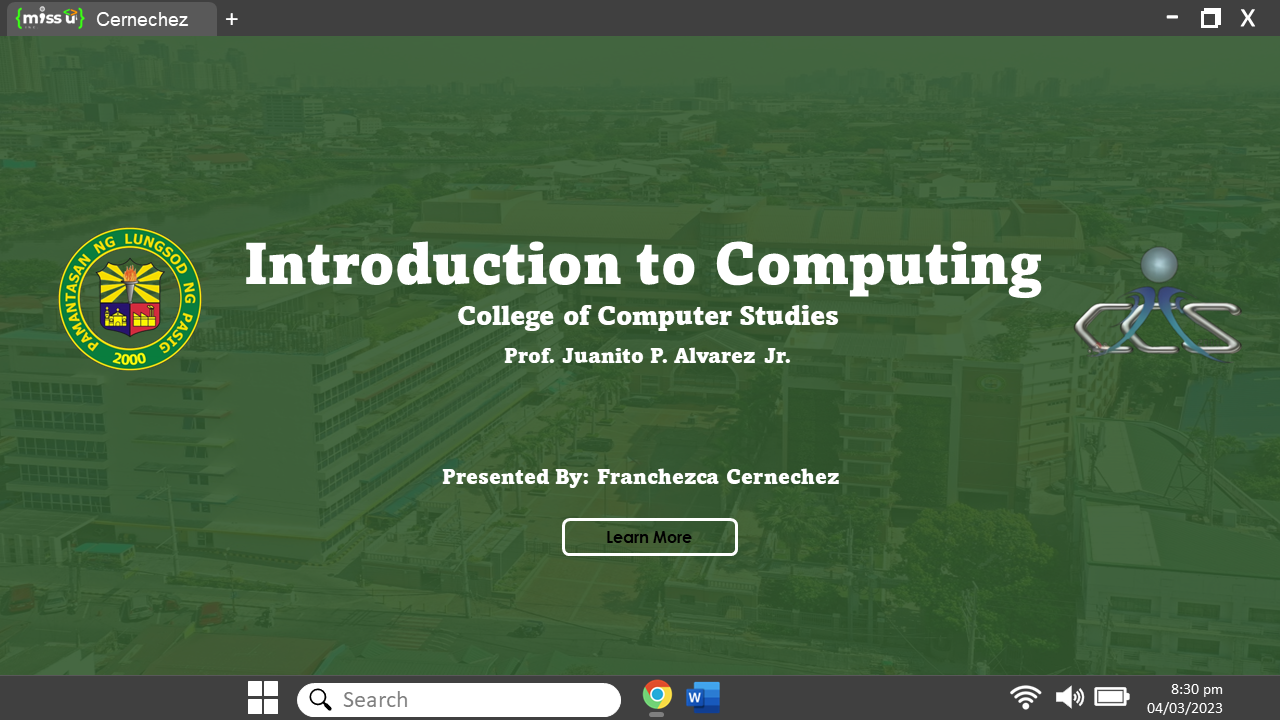 {miss u} Cernechez +
X
Introduction to Computing
College of Computer Studies
Prof. Juanito P. Alvarez Jr.
PAMANTASAN NG LUNGSOD NG PASIG
2000
CCS
Presented By: Franchezca Cernechez
Learn More
Search
W
8:30 pm
04/03/2023